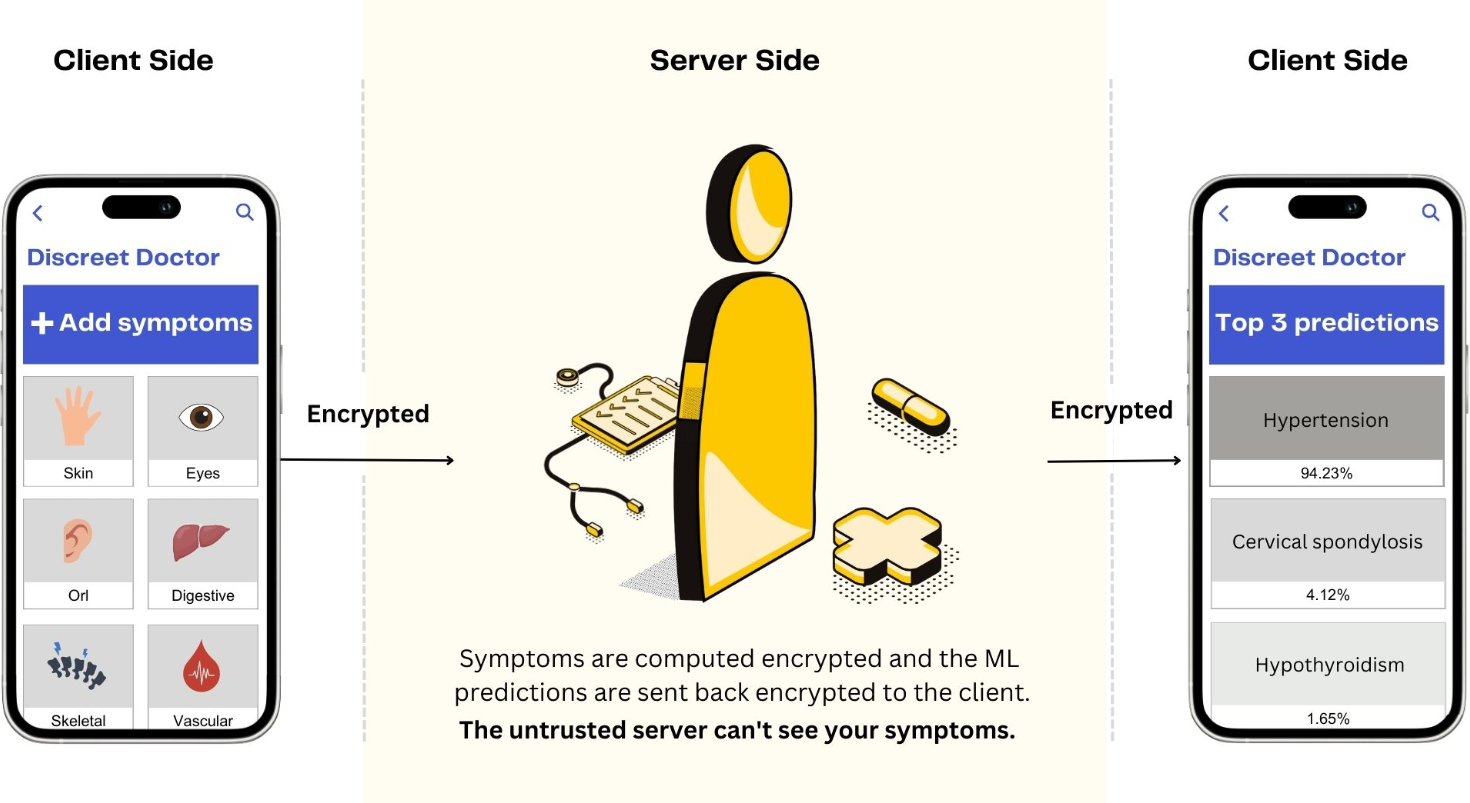 Client Side
Server Side
Client Side
Discreet Doctor
+ Add symptoms
Skin
Eyes
Orl
Digestive
Skeletal
Vascular
Encrypted
Symptoms are computed encrypted and the ML
predictions are sent back encrypted to the client.
The untrusted server can't see your symptoms.
Encrypted
Discreet Doctor
Top 3 predictions
Hypertension
94.23%
Cervical spondylosis
4.12%
Hypothyroidism
1.65%